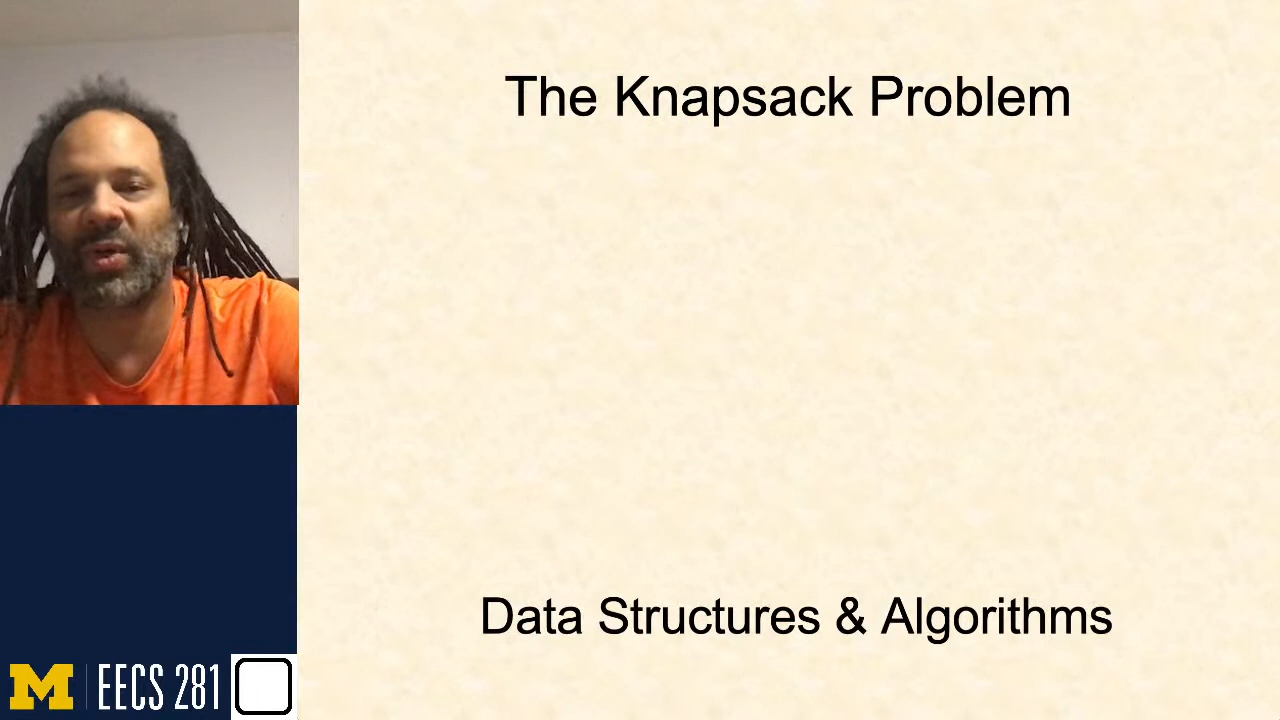 The Knapsack Problem
Data Structures & Algorithms
M | EECS 281